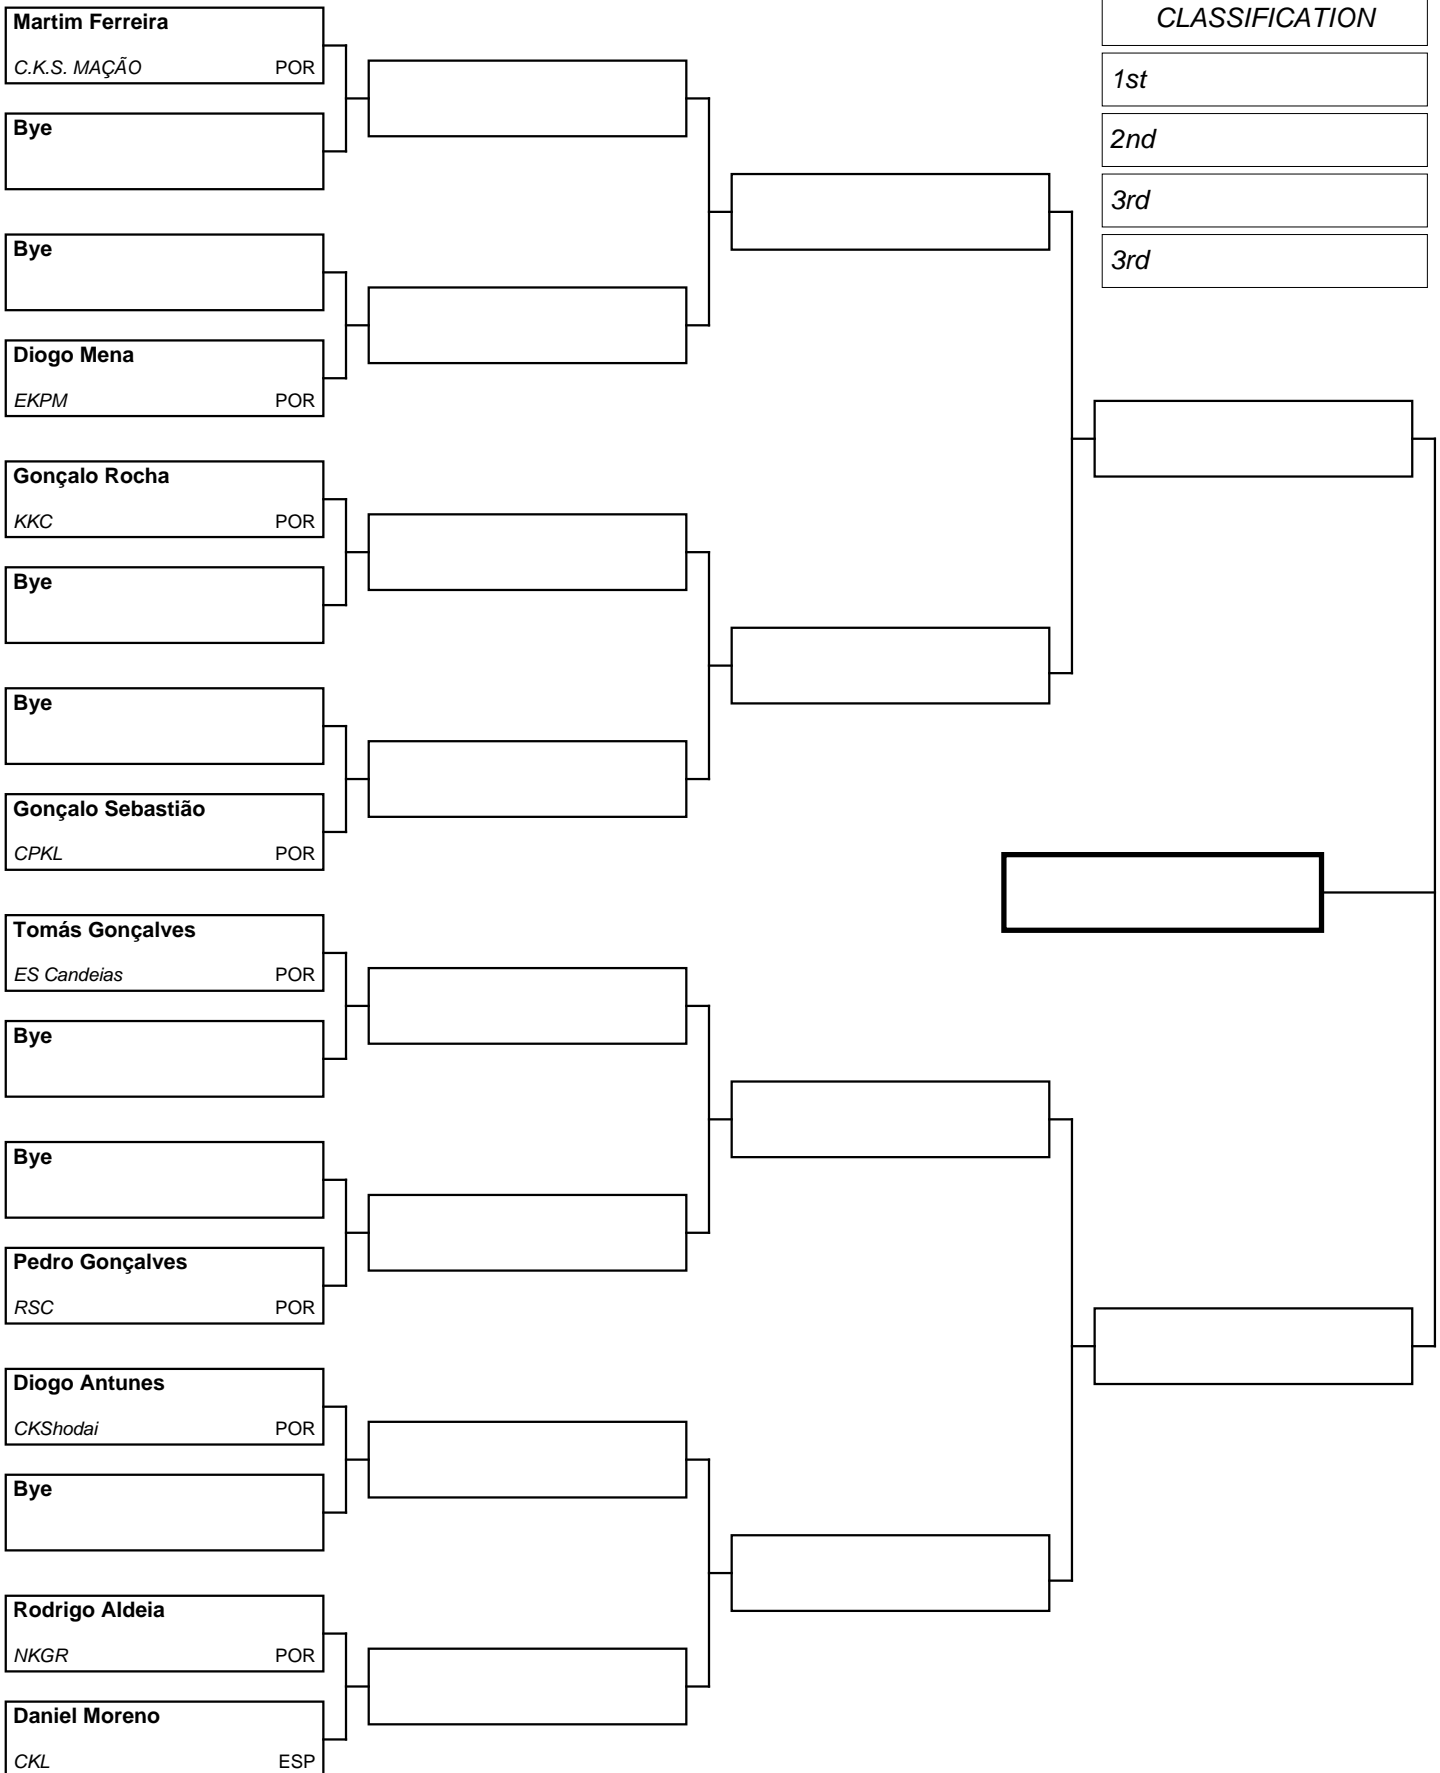 CLASSIFICATION
1st
2nd
3rd
3rd
Martim Ferreira
C.K.S. MAÇÃO POR
Bye
Bye
Diogo Mena
EKPM POR
Gonçalo Rocha
KKC POR
Bye
Bye
Gonçalo Sebastião
CPKL POR
Tomás Gonçalves
ES Candeias POR
Bye
Bye
Pedro Gonçalves
RSC POR
Diogo Antunes
CKShodai POR
Bye
Rodrigo Aldeia
NKGR POR
Daniel Moreno
CKL ESP